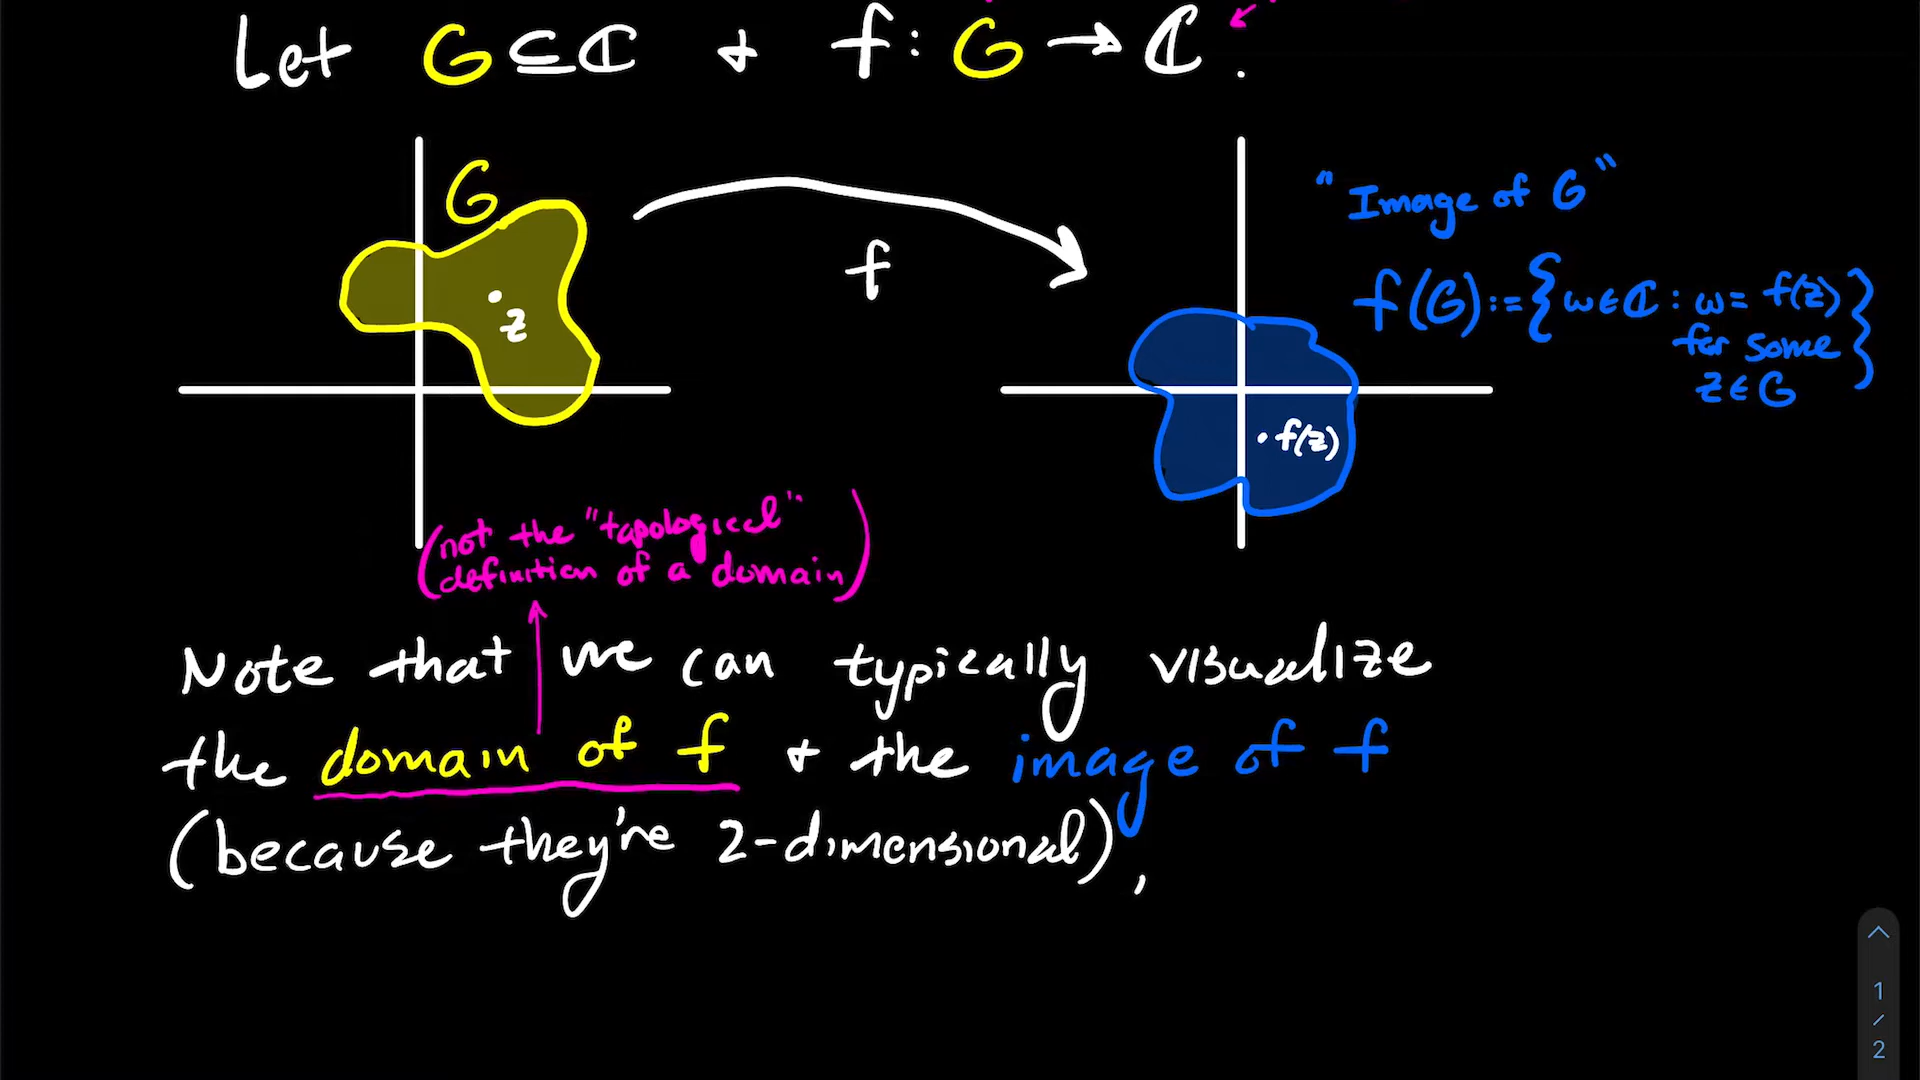 Let G ⊆ ℂ & f: G → ℂ.
G
z
f
"Image of G"
f(G) := { w ∈ ℂ : w = f(z)
for some
z ∈ G }
f(z)
(not the "topological"
definition of a domain)
Note that we can typically visualize
the domain of f & the image of f
(because they're 2-dimensional),
1
/
2